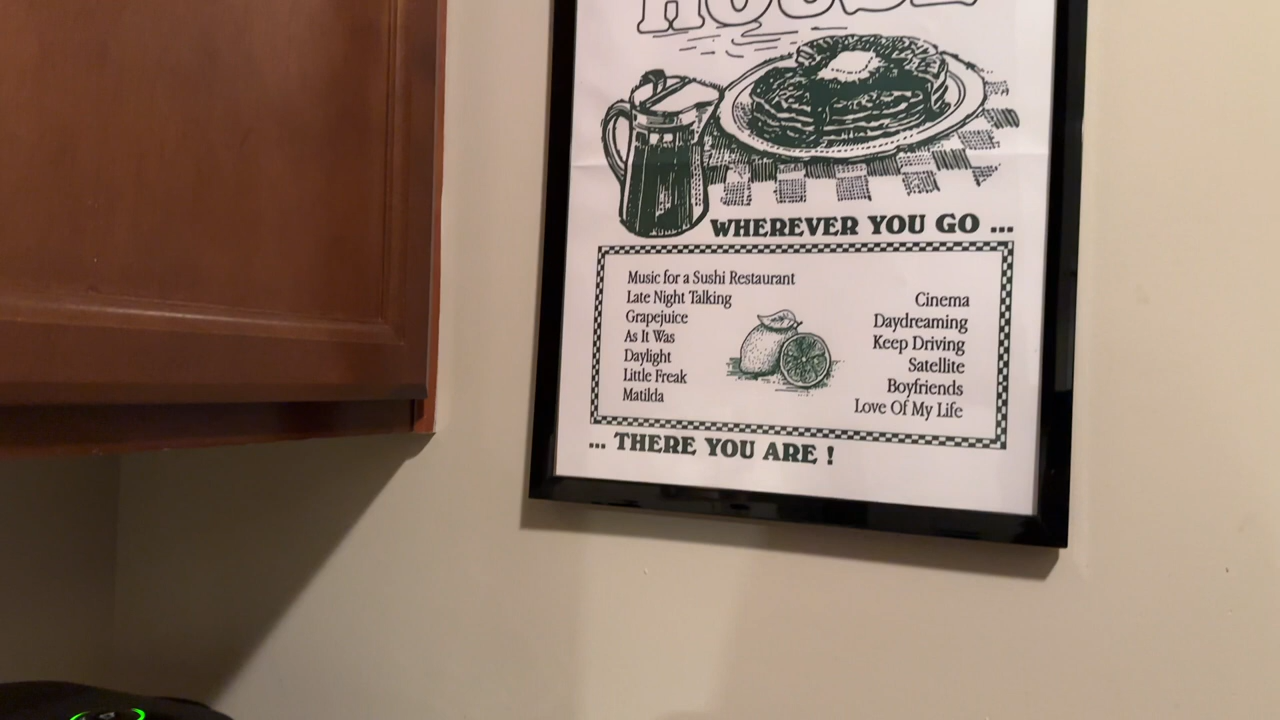 HOUSE
WHEREVER YOU GO ...
Music for a Sushi Restaurant
Late Night Talking
Grapejuice
As It Was
Daylight
Little Freak
Matilda
Cinema
Daydreaming
Keep Driving
Satellite
Boyfriends
Love Of My Life
... THERE YOU ARE !